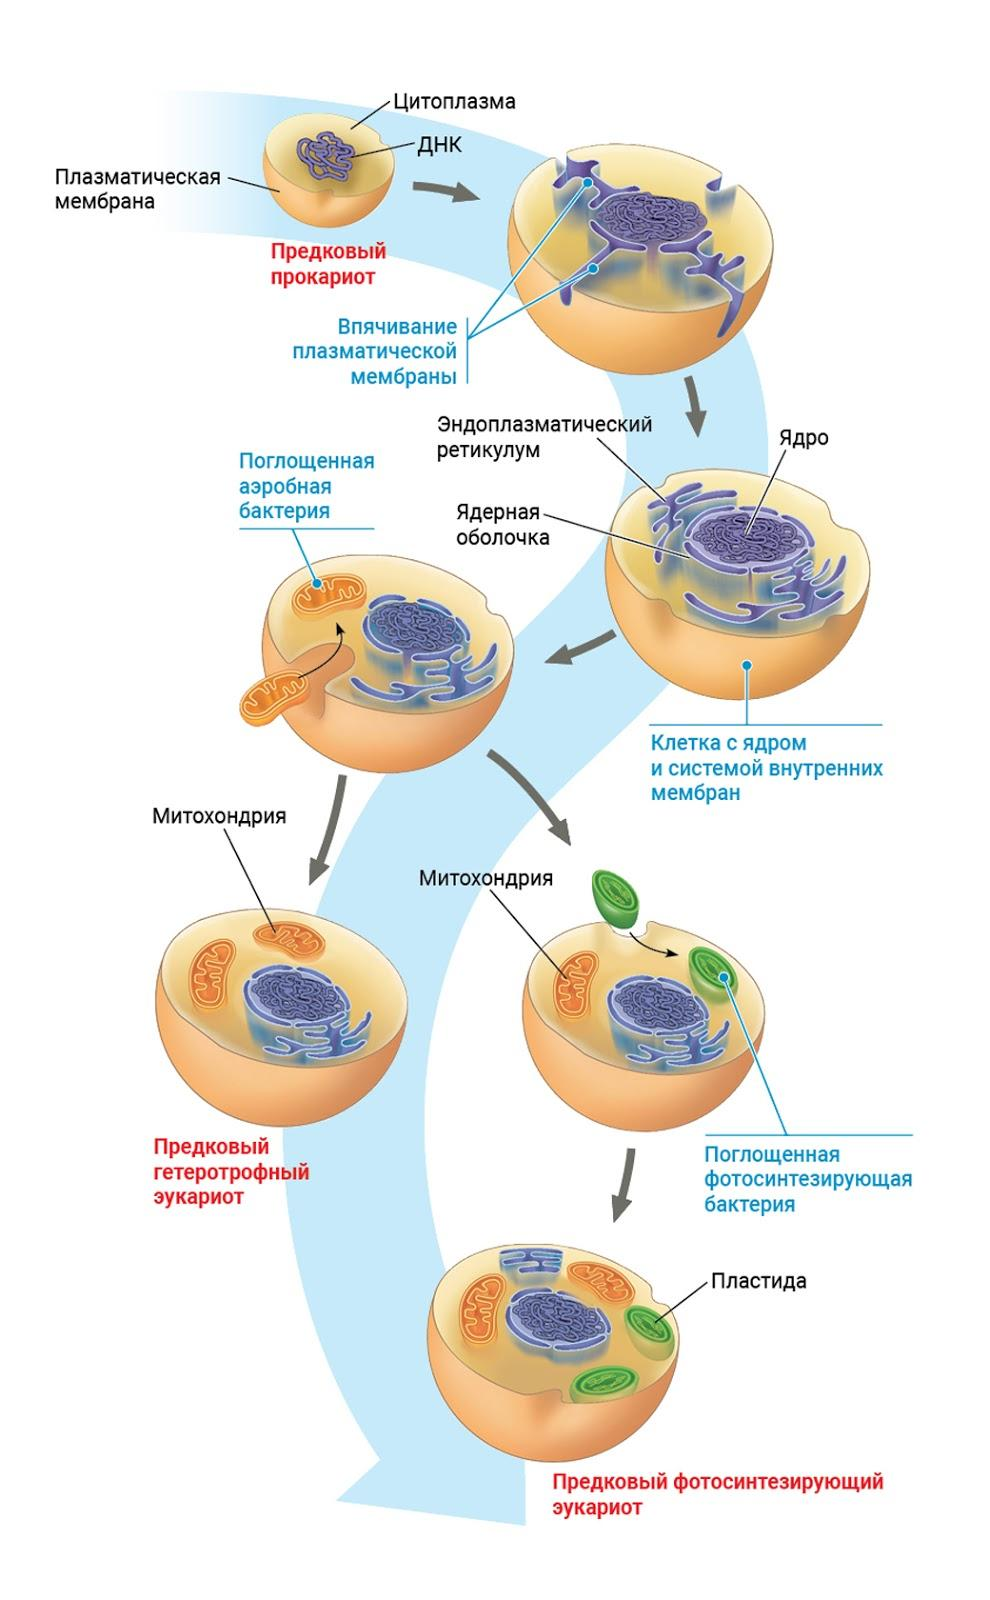 Цитоплазма
ДНК
Плазматическая
мембрана
Предковый
прокариот
Впячивание
плазматической
мембраны
Эндоплазматический
ретикулум
Ядро
Поглощенная
аэробная
бактерия
Ядерная
оболочка
Клетка с ядром
и системой внутренних
мембран
Митохондрия
Митохондрия
Предковый
гетеротрофный
эукариот
Поглощенная
фотосинтезирующая
бактерия
Пластида
Предковый фотосинтезирующий
эукариот